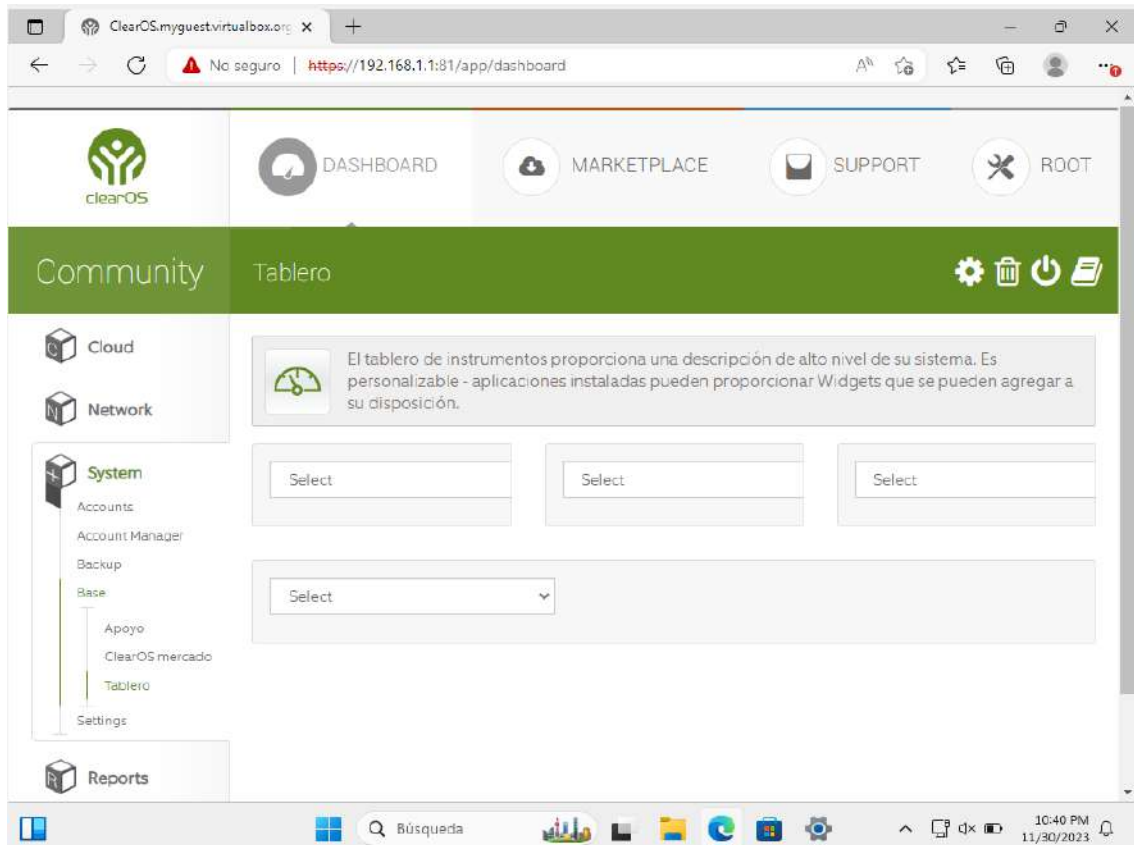 ClearOS.myguest.virtualbox.org
No seguro | https://192.168.1.1:81/app/dashboard
clearOS
DASHBOARD
MARKETPLACE
SUPPORT
ROOT
Community
Tablero
Cloud
Network
System
Accounts
Account Manager
Backup
Base
Apoyo
ClearOS mercado
Tablero
Settings
Reports
El tablero de instrumentos proporciona una descripción de alto nivel de su sistema. Es
personalizable - aplicaciones instaladas pueden proporcionar Widgets que se pueden agregar a
su disposición.
Select
Select
Select
Select
Búsqueda
10:40 PM
11/30/2023